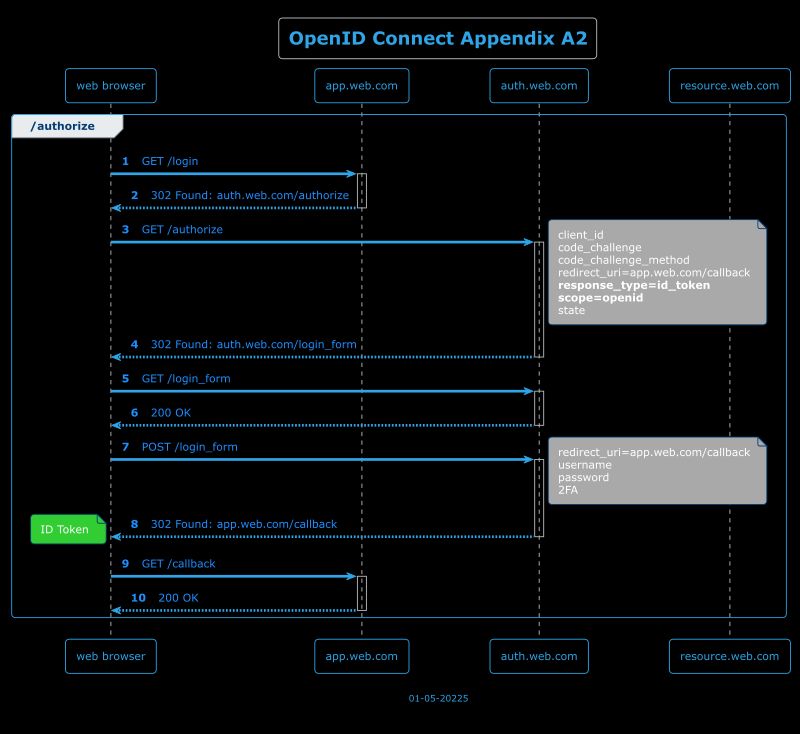 OpenID Connect Appendix A2
web browser
app.web.com
auth.web.com
resource.web.com
/authorize
1 GET /login
2 302 Found: auth.web.com/authorize
3 GET /authorize
client_id
code_challenge
code_challenge_method
redirect_uri=app.web.com/callback
response_type=id_token
scope=openid
state
4 302 Found: auth.web.com/login_form
5 GET /login_form
6 200 OK
7 POST /login_form
redirect_uri=app.web.com/callback
username
password
2FA
8 302 Found: app.web.com/callback
ID Token
9 GET /callback
10 200 OK
web browser
app.web.com
auth.web.com
resource.web.com
01-05-20225